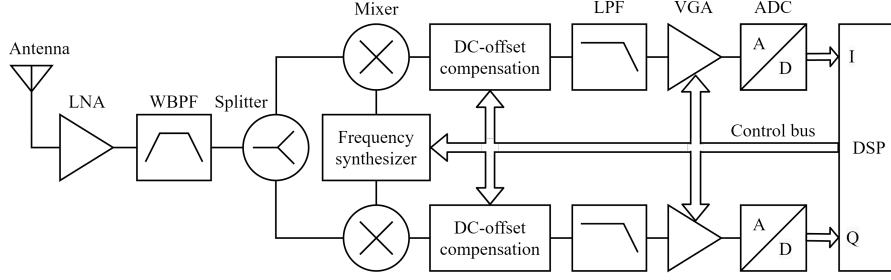 Mixer
LPF
VGA
ADC
Antenna
DC-offset
compensation
A
D
I
LNA
WBPF
Splitter
Frequency
synthesizer
Control bus
DSP
DC-offset
compensation
A
D
Q